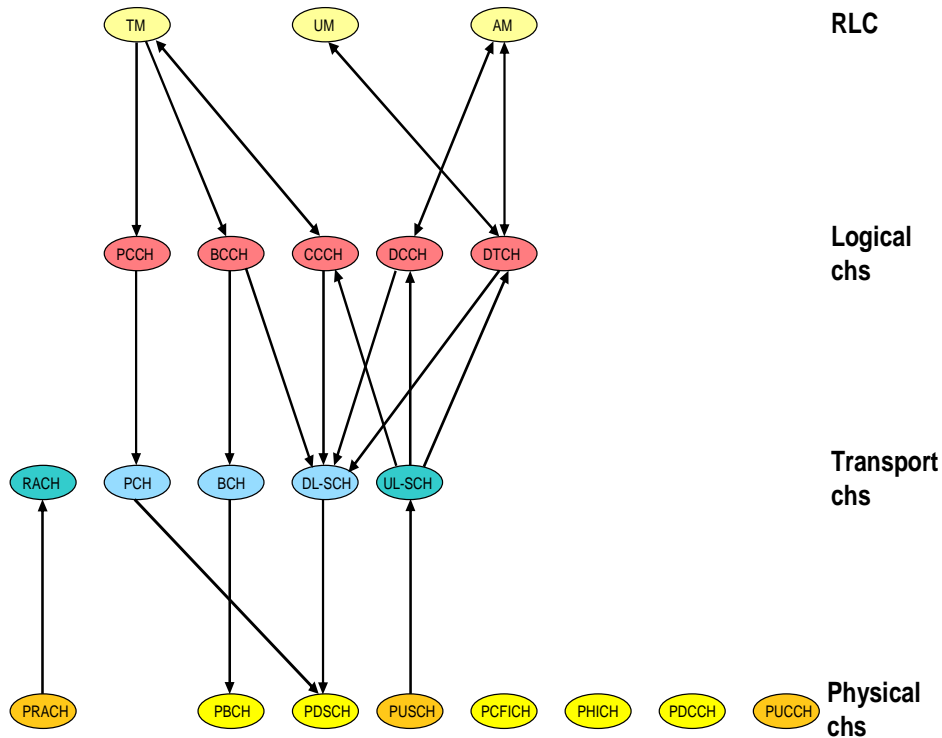 TM UM AM RLC
PCCH BCCH CCCH DCCH DTCH Logical
chs
RACH PCH BCH DL-SCH UL-SCH Transport
chs
PRACH PBCH PDSCH PUSCH PCFICH PHICH PDCCH PUCCH Physical
chs